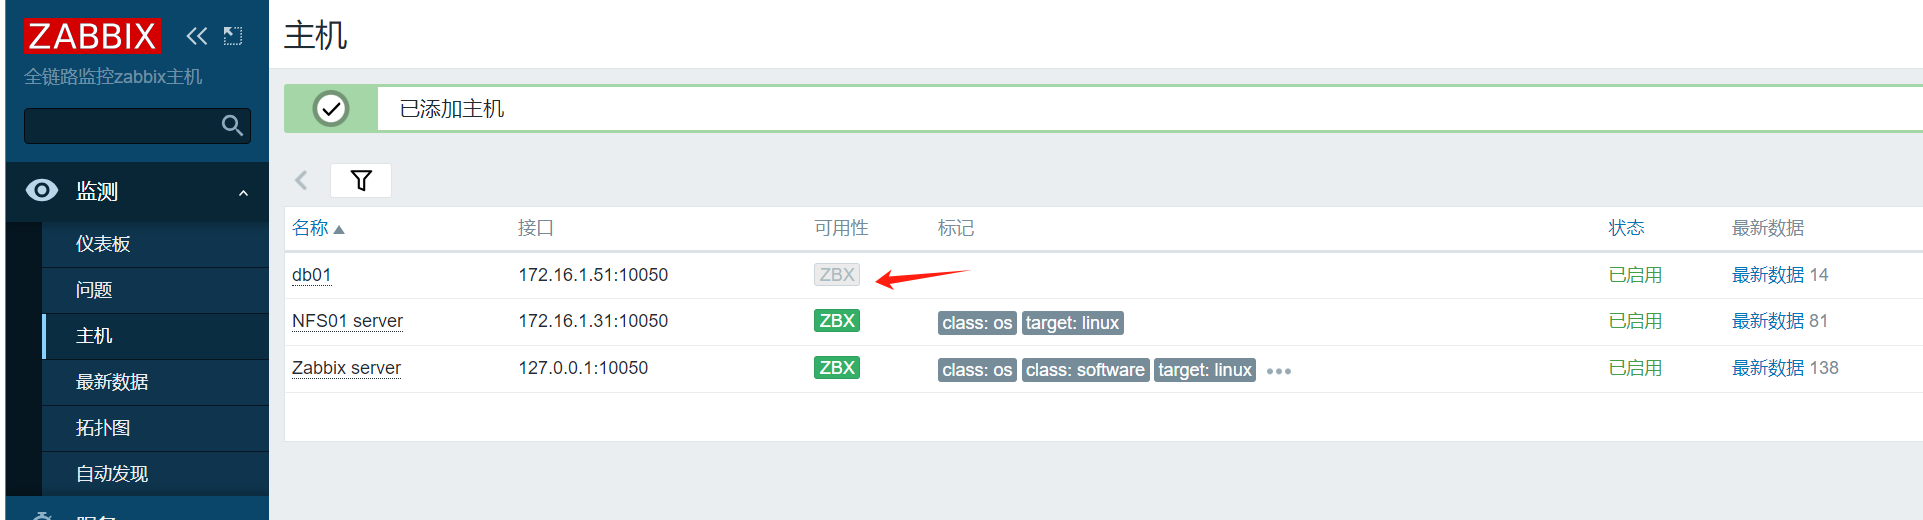 ZABBIX
全链路监控zabbix主机
监测
仪表板
问题
主机
最新数据
拓扑图
自动发现
主机
已添加主机
名称 接口 可用性 标记 状态 最新数据
db01 172.16.1.51:10050 ZBX 已启用 最新数据 14
NFS01 server 172.16.1.31:10050 ZBX class: os target: linux 已启用 最新数据 81
Zabbix server 127.0.0.1:10050 ZBX class: os class: software target: linux 已启用 最新数据 138